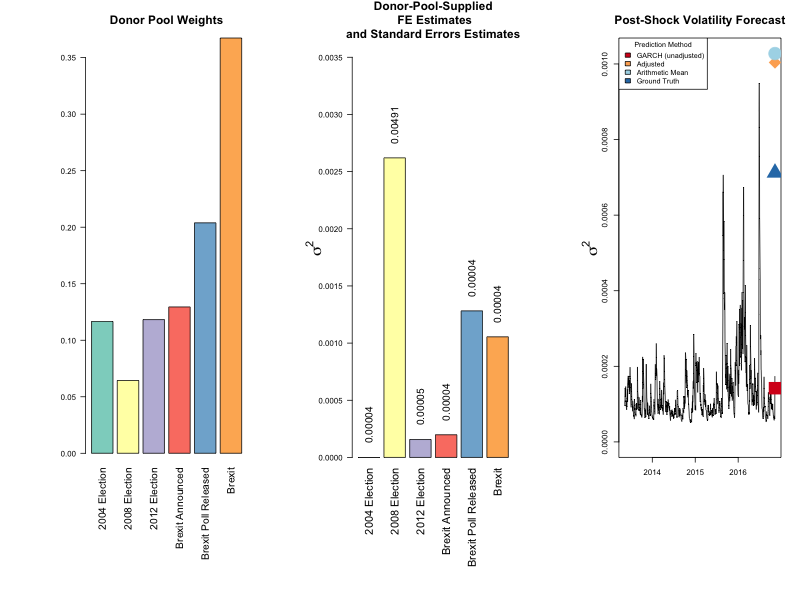 Donor Pool Weights
0.35
0.30
0.25
0.20
0.15
0.10
0.05
0.00
2004 Election
2008 Election
2012 Election
Brexit Announced
Brexit Poll Released
Brexit
Donor-Pool-Supplied
FE Estimates
and Standard Errors Estimates
σ²
0.0035
0.0030
0.0025
0.0020
0.0015
0.0010
0.0005
0.0000
0.00004
0.00491
0.00005
0.00004
0.00004
0.00004
2004 Election
2008 Election
2012 Election
Brexit Announced
Brexit Poll Released
Brexit
Post-Shock Volatility Forecast
Prediction Method
GARCH (unadjusted)
Adjusted
Arithmetic Mean
Ground Truth
σ²
0.0010
0.0008
0.0006
0.0004
0.0002
0.0000
2014
2015
2016